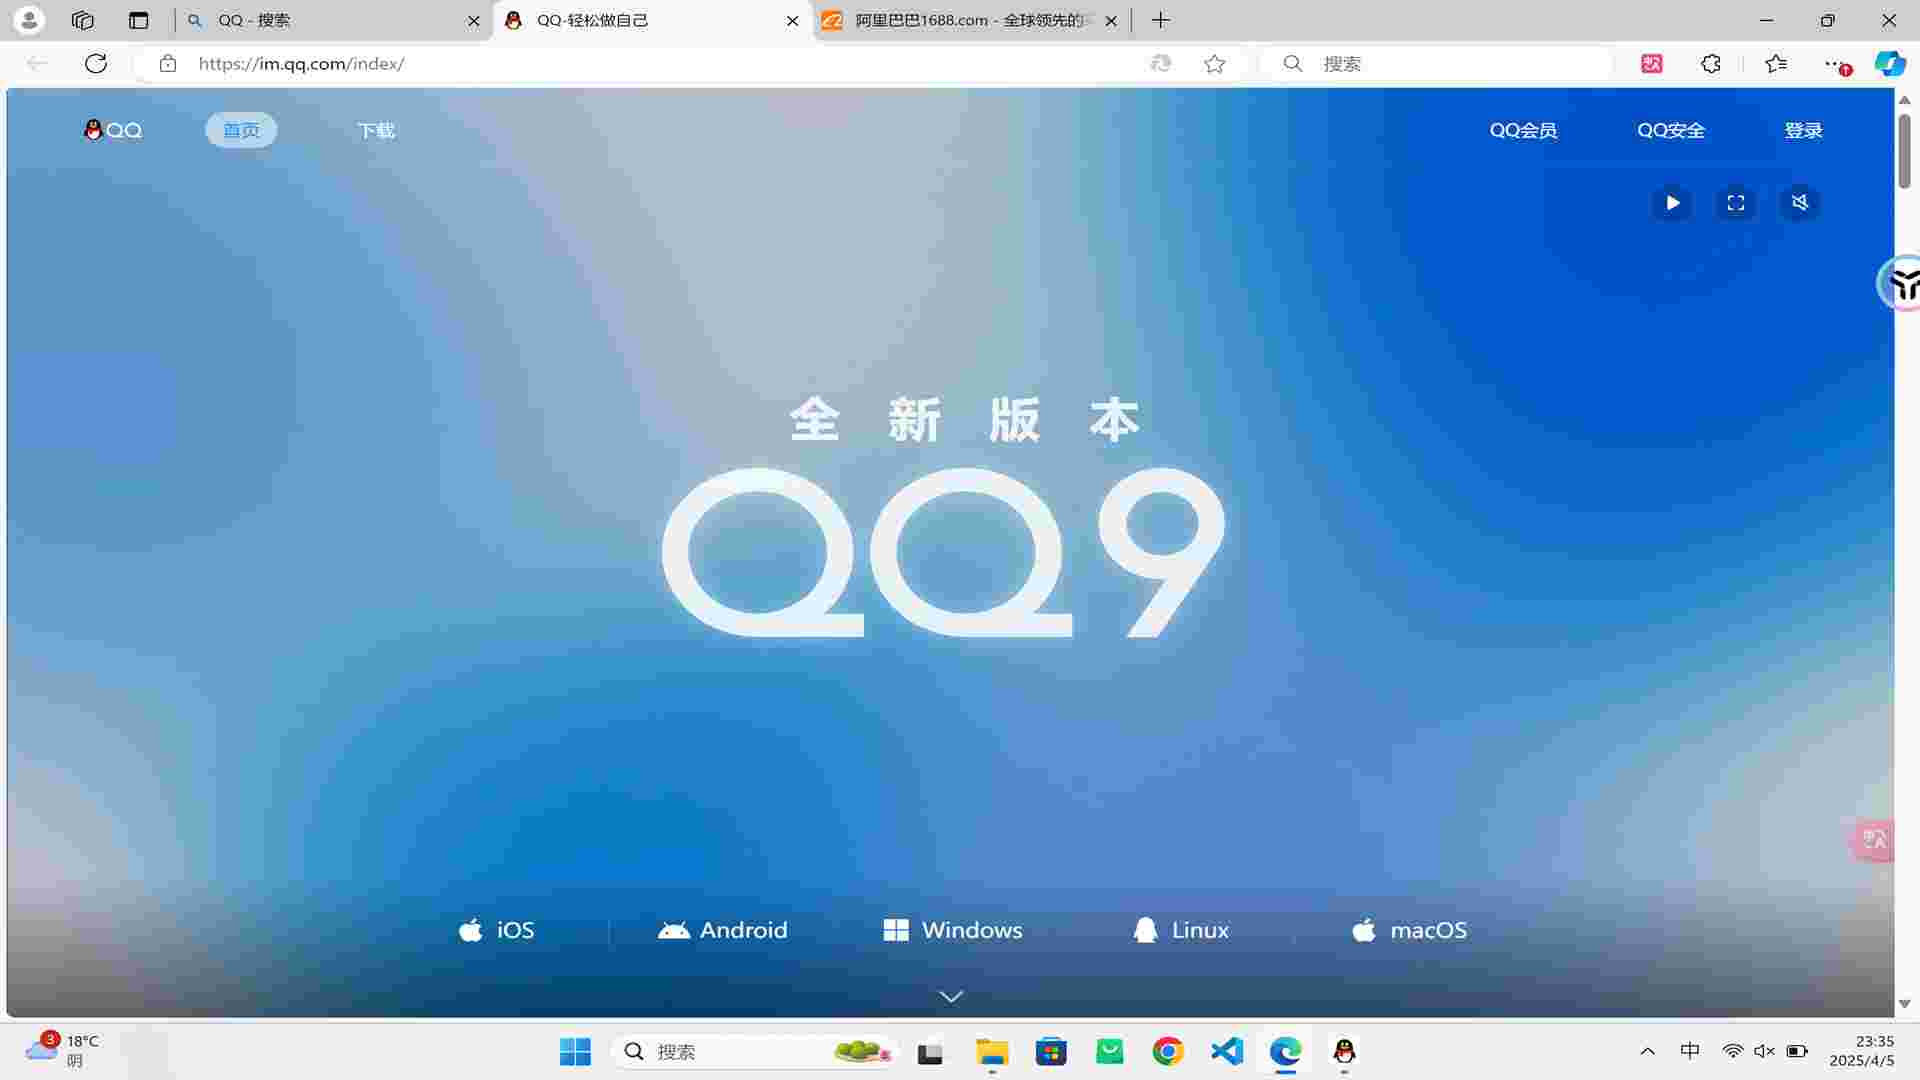 QQ - 搜索
QQ-轻松做自己
阿里巴巴1688.com - 全球领先的
https://im.qq.com/index/
搜索
QQ
首页
下载
QQ会员
QQ安全
登录
全新版本
QQ9
iOS
Android
Windows
Linux
macOS
3
18°C
阴
搜索
中
23:35
2025/4/5